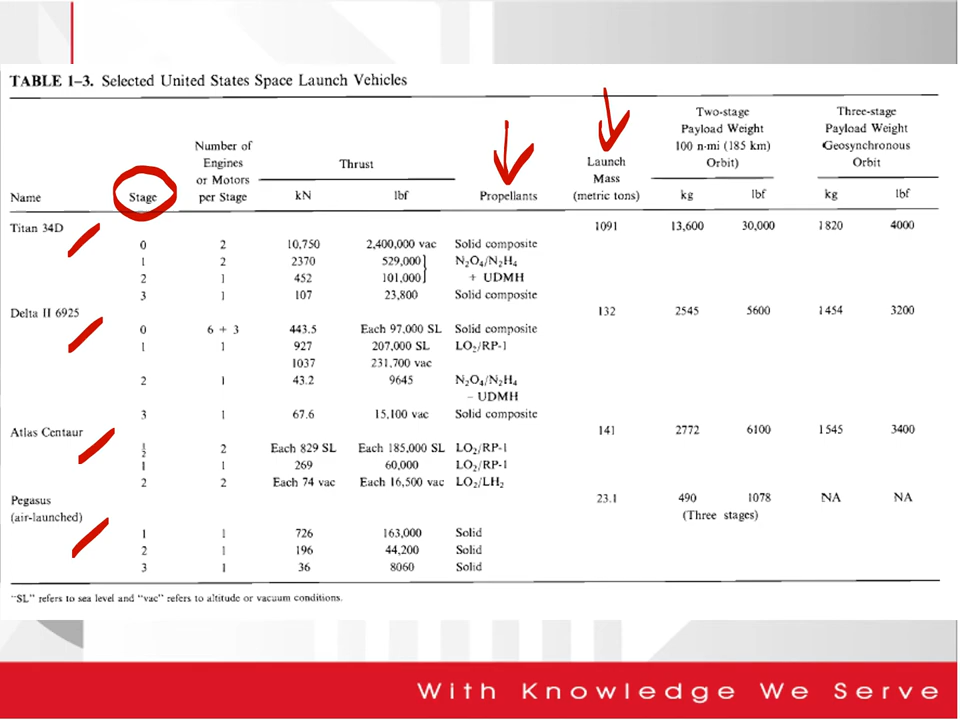 TABLE 1–3. Selected United States Space Launch Vehicles
Two-stage Three-stage
Payload Weight Payload Weight
Number of 100 n-mi (185 km) Geosynchronous
Engines Thrust Launch Orbit) Orbit
or Motors Mass
Name Stage per Stage kN lbf Propellants (metric tons) kg lbf kg lbf
Titan 34D 1091 13,600 30,000 1820 4000
0 2 10,750 2,400,000 vac Solid composite
1 2 2370 529,000 N₂O₄/N₂H₄
2 1 452 101,000 + UDMH
3 1 107 23,800 Solid composite
Delta II 6925 132 2545 5600 1454 3200
0 6 + 3 443.5 Each 97,000 SL Solid composite
1 1 927 207,000 SL LO₂/RP-1
1037 231,700 vac
2 1 43.2 9645 N₂O₄/N₂H₄
– UDMH
3 1 67.6 15,100 vac Solid composite
Atlas Centaur 141 2772 6100 1545 3400
½ 2 Each 829 SL Each 185,000 SL LO₂/RP-1
1 1 269 60,000 LO₂/RP-1
2 2 Each 74 vac Each 16,500 vac LO₂/LH₂
Pegasus 23.1 490 1078 NA NA
(air-launched) (Three stages)
1 1 726 163,000 Solid
2 1 196 44,200 Solid
3 1 36 8060 Solid
"SL" refers to sea level and "vac" refers to altitude or vacuum conditions.
With Knowledge We Serve